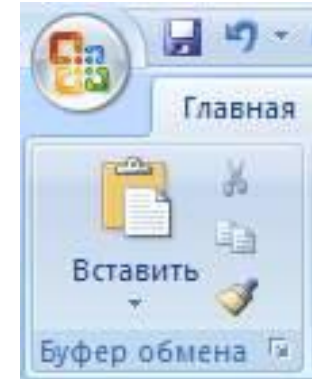 Главная
Вставить
Буфер обмена